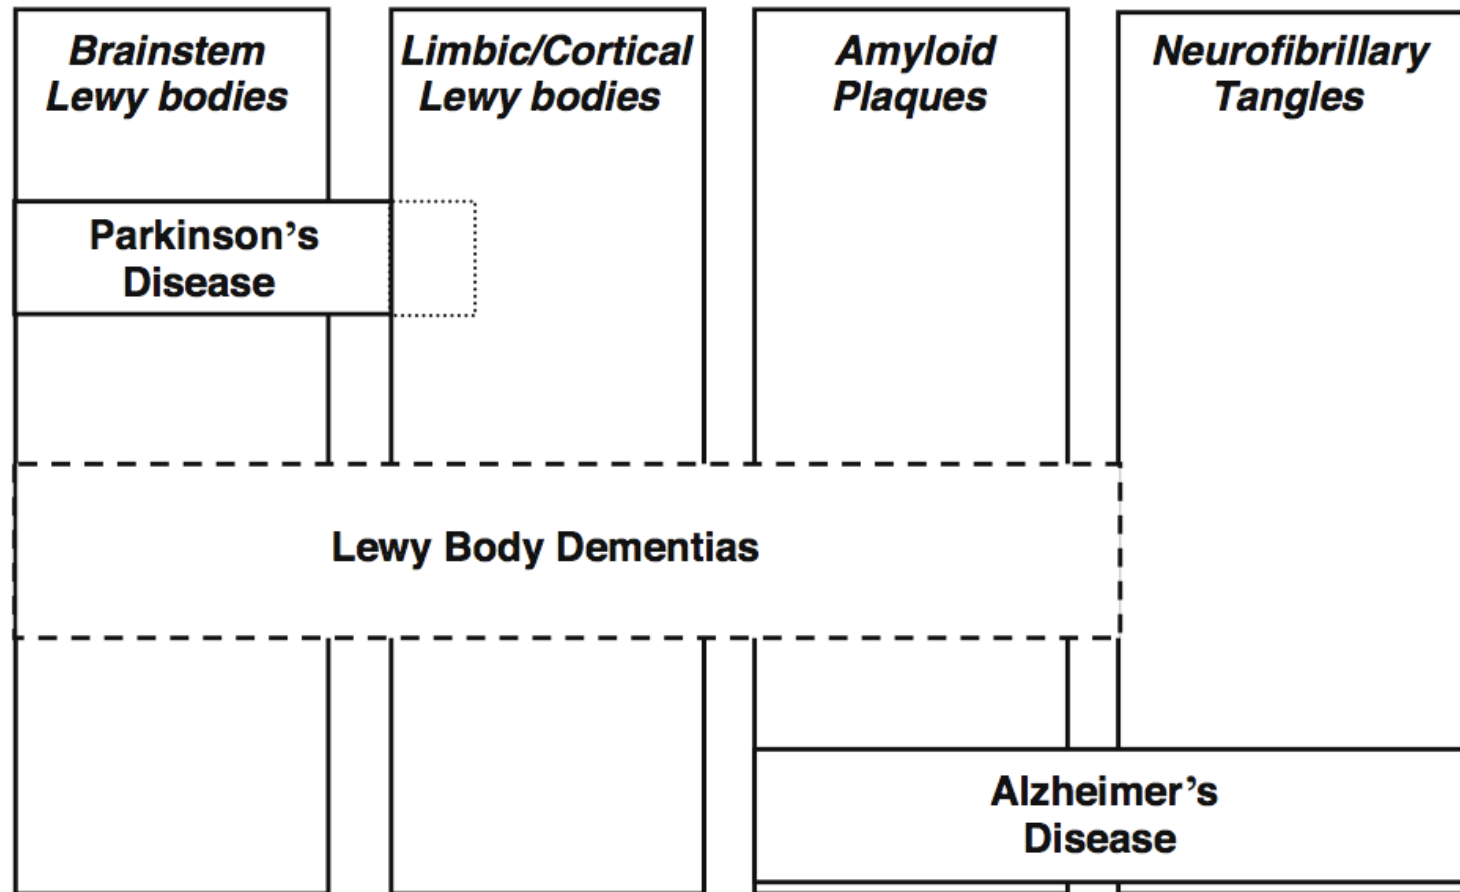 Brainstem
Lewy bodies
Limbic/Cortical
Lewy bodies
Amyloid
Plaques
Neurofibrillary
Tangles
Parkinson’s
Disease
Lewy Body Dementias
Alzheimer’s
Disease